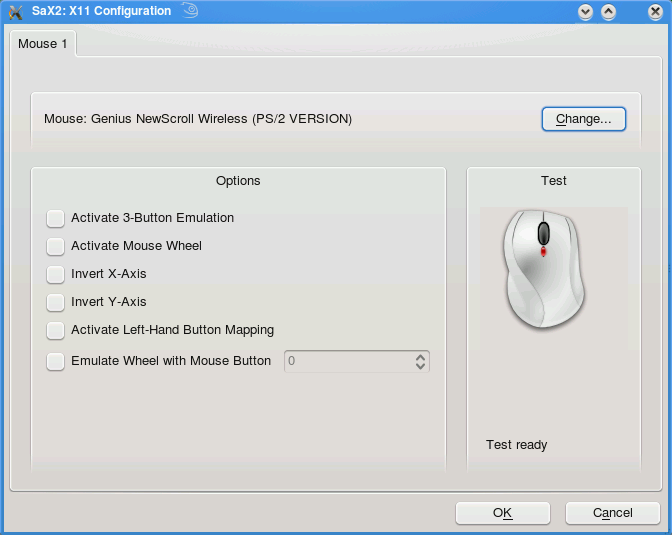 SaX2: X11 Configuration
Mouse 1
Mouse: Genius NewScroll Wireless (PS/2 VERSION)
Change...
Options
Activate 3-Button Emulation
Activate Mouse Wheel
Invert X-Axis
Invert Y-Axis
Activate Left-Hand Button Mapping
Emulate Wheel with Mouse Button 0
Test
Test ready
OK
Cancel